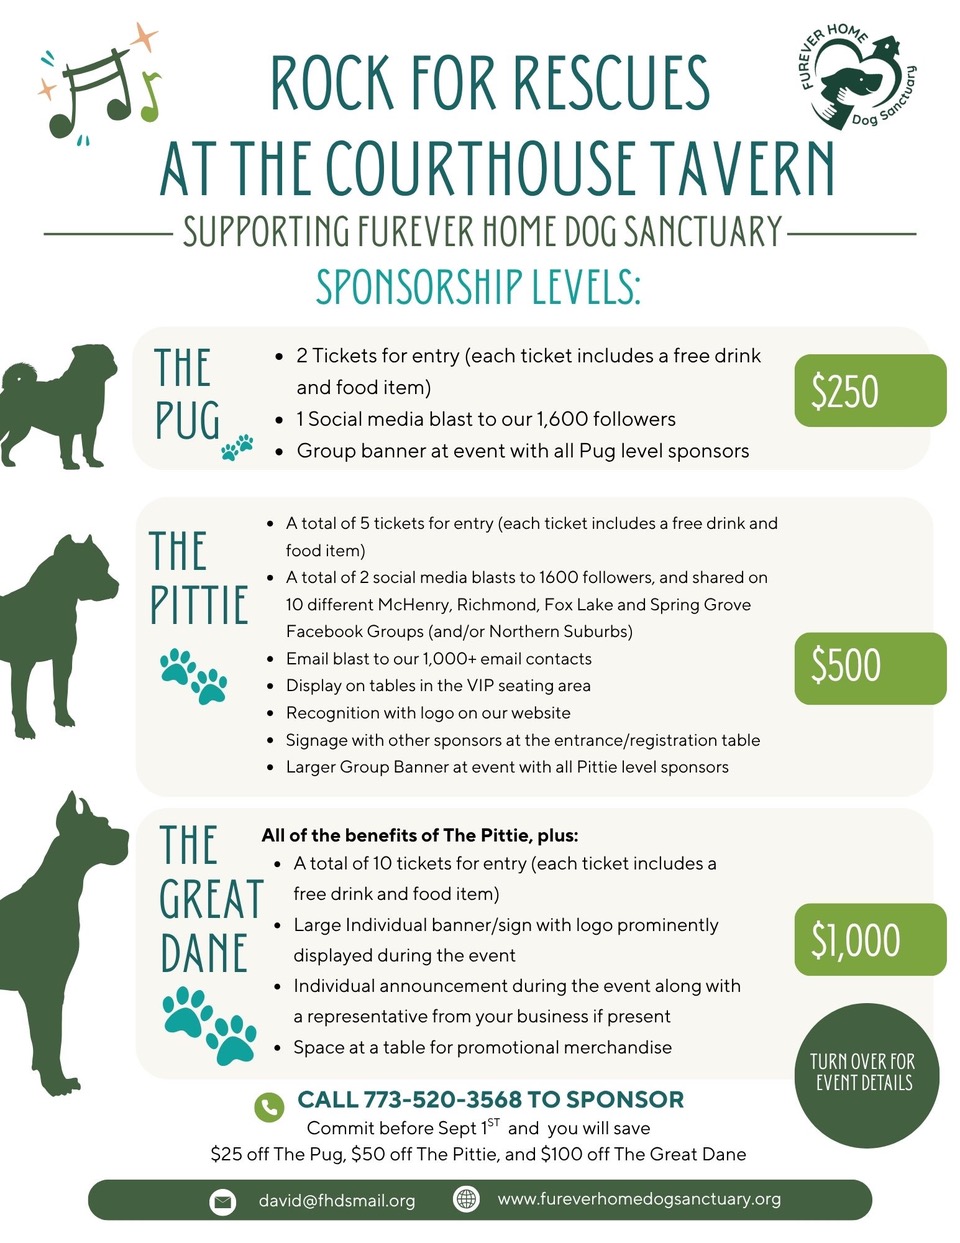 ROCK FOR RESCUES
FUREVER HOME
Dog Sanctuary
AT THE COURTHOUSE TAVERN
SUPPORTING FUREVER HOME DOG SANCTUARY
SPONSORSHIP LEVELS:
THE
PUG
• 2 Tickets for entry (each ticket includes a free drink
and food item)
• 1 Social media blast to our 1,600 followers
• Group banner at event with all Pug level sponsors
$250
THE
PITTIE
• A total of 5 tickets for entry (each ticket includes a free drink and
food item)
• A total of 2 social media blasts to 1600 followers, and shared on
10 different McHenry, Richmond, Fox Lake and Spring Grove
Facebook Groups (and/or Northern Suburbs)
• Email blast to our 1,000+ email contacts
• Display on tables in the VIP seating area
• Recognition with logo on our website
• Signage with other sponsors at the entrance/registration table
• Larger Group Banner at event with all Pittie level sponsors
$500
THE
GREAT
DANE
All of the benefits of The Pittie, plus:
• A total of 10 tickets for entry (each ticket includes a
free drink and food item)
• Large Individual banner/sign with logo prominently
displayed during the event
• Individual announcement during the event along with
a representative from your business if present
• Space at a table for promotional merchandise
$1,000
TURN OVER FOR
EVENT DETAILS
CALL 773-520-3568 TO SPONSOR
Commit before Sept 1ST and you will save
$25 off The Pug, $50 off The Pittie, and $100 off The Great Dane
david@fhdsmail.org
www.fureverhomedogsanctuary.org